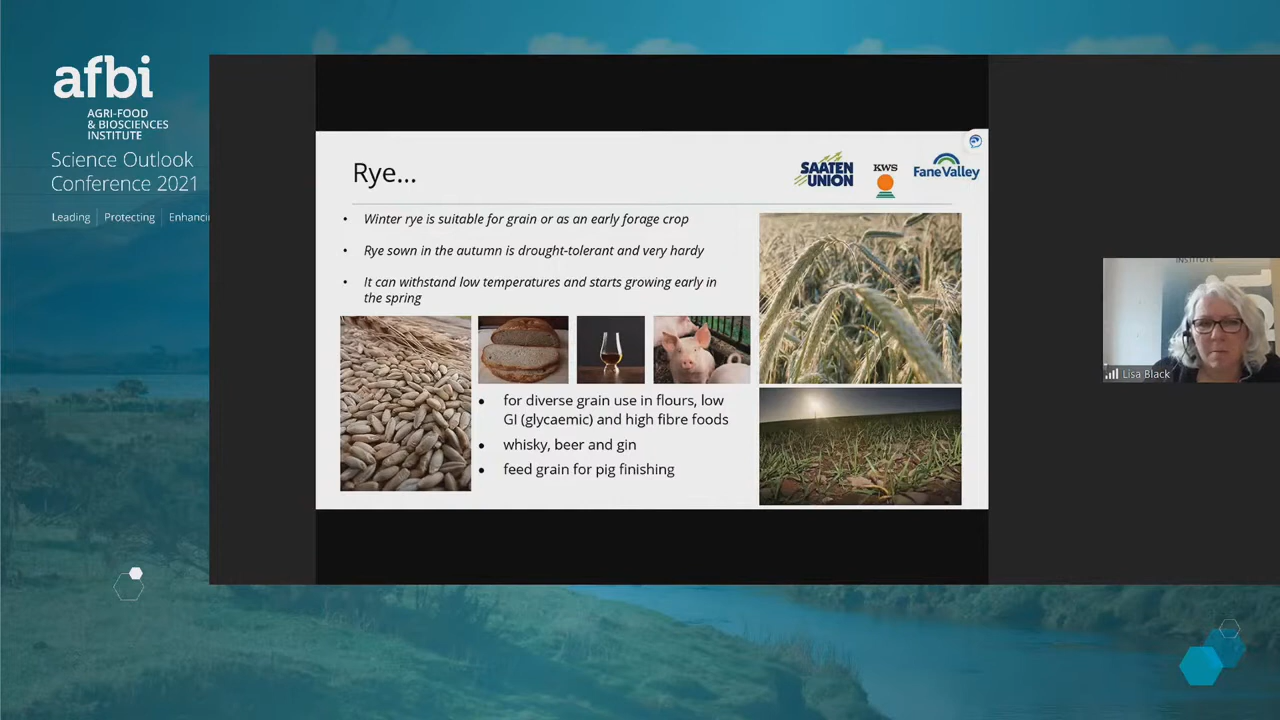 afbi
AGRI-FOOD
& BIOSCIENCES
INSTITUTE
Science Outlook
Conference 2021
Leading
Protecting
Rye...
SAATEN
UNION
KWS
Fane Valley
• Winter rye is suitable for grain or as an early forage crop
• Rye sown in the autumn is drought-tolerant and very hardy
• It can withstand low temperatures and starts growing early in
the spring
• for diverse grain use in flours, low
GI (glycaemic) and high fibre foods
• whisky, beer and gin
• feed grain for pig finishing
INSTITUTE
Lisa Black